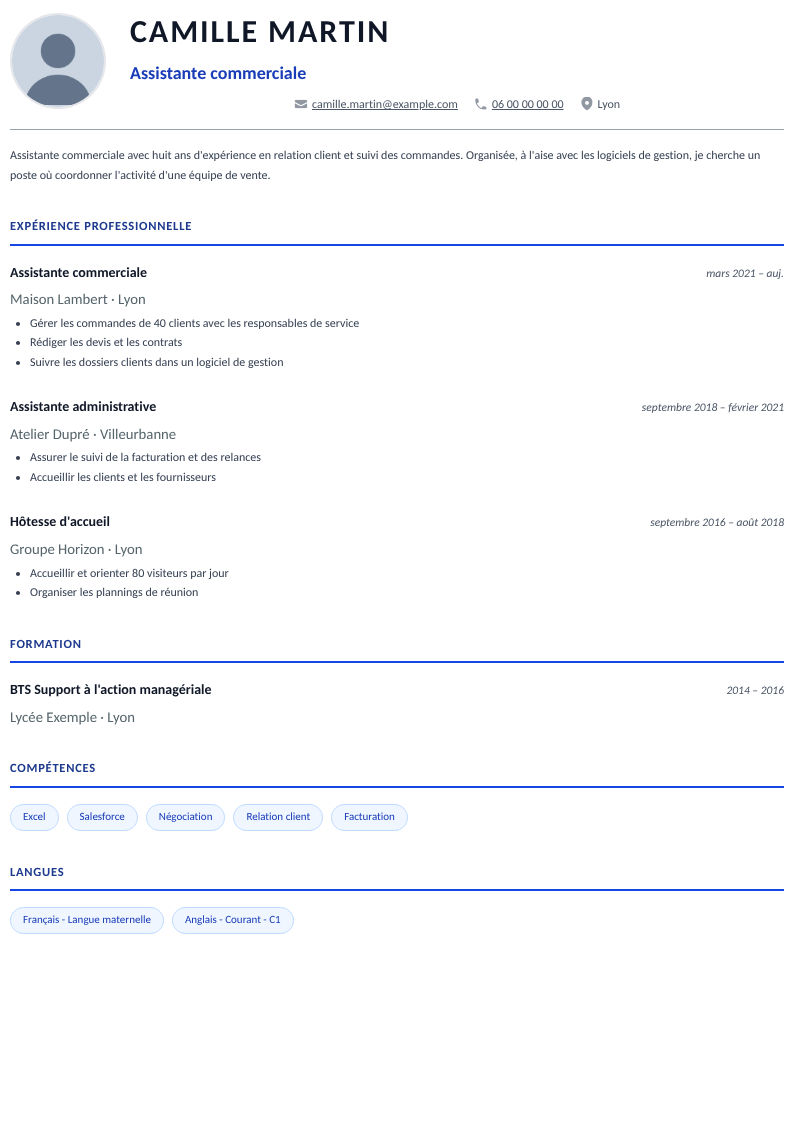 CAMILLE MARTIN
Assistante commerciale
camille.martin@example.com 06 00 00 00 00 Lyon
Assistante commerciale avec huit ans d'expérience en relation client et suivi des commandes. Organisée, à l'aise avec les logiciels de gestion, je cherche un
poste où coordonner l'activité d'une équipe de vente.
EXPÉRIENCE PROFESSIONNELLE
Assistante commerciale mars 2021 – auj.
Maison Lambert · Lyon
• Gérer les commandes de 40 clients avec les responsables de service
• Rédiger les devis et les contrats
• Suivre les dossiers clients dans un logiciel de gestion
Assistante administrative septembre 2018 – février 2021
Atelier Dupré · Villeurbanne
• Assurer le suivi de la facturation et des relances
• Accueillir les clients et les fournisseurs
Hôtesse d'accueil septembre 2016 – août 2018
Groupe Horizon · Lyon
• Accueillir et orienter 80 visiteurs par jour
• Organiser les plannings de réunion
FORMATION
BTS Support à l'action managériale 2014 – 2016
Lycée Exemple · Lyon
COMPÉTENCES
Excel Salesforce Négociation Relation client Facturation
LANGUES
Français - Langue maternelle Anglais - Courant - C1